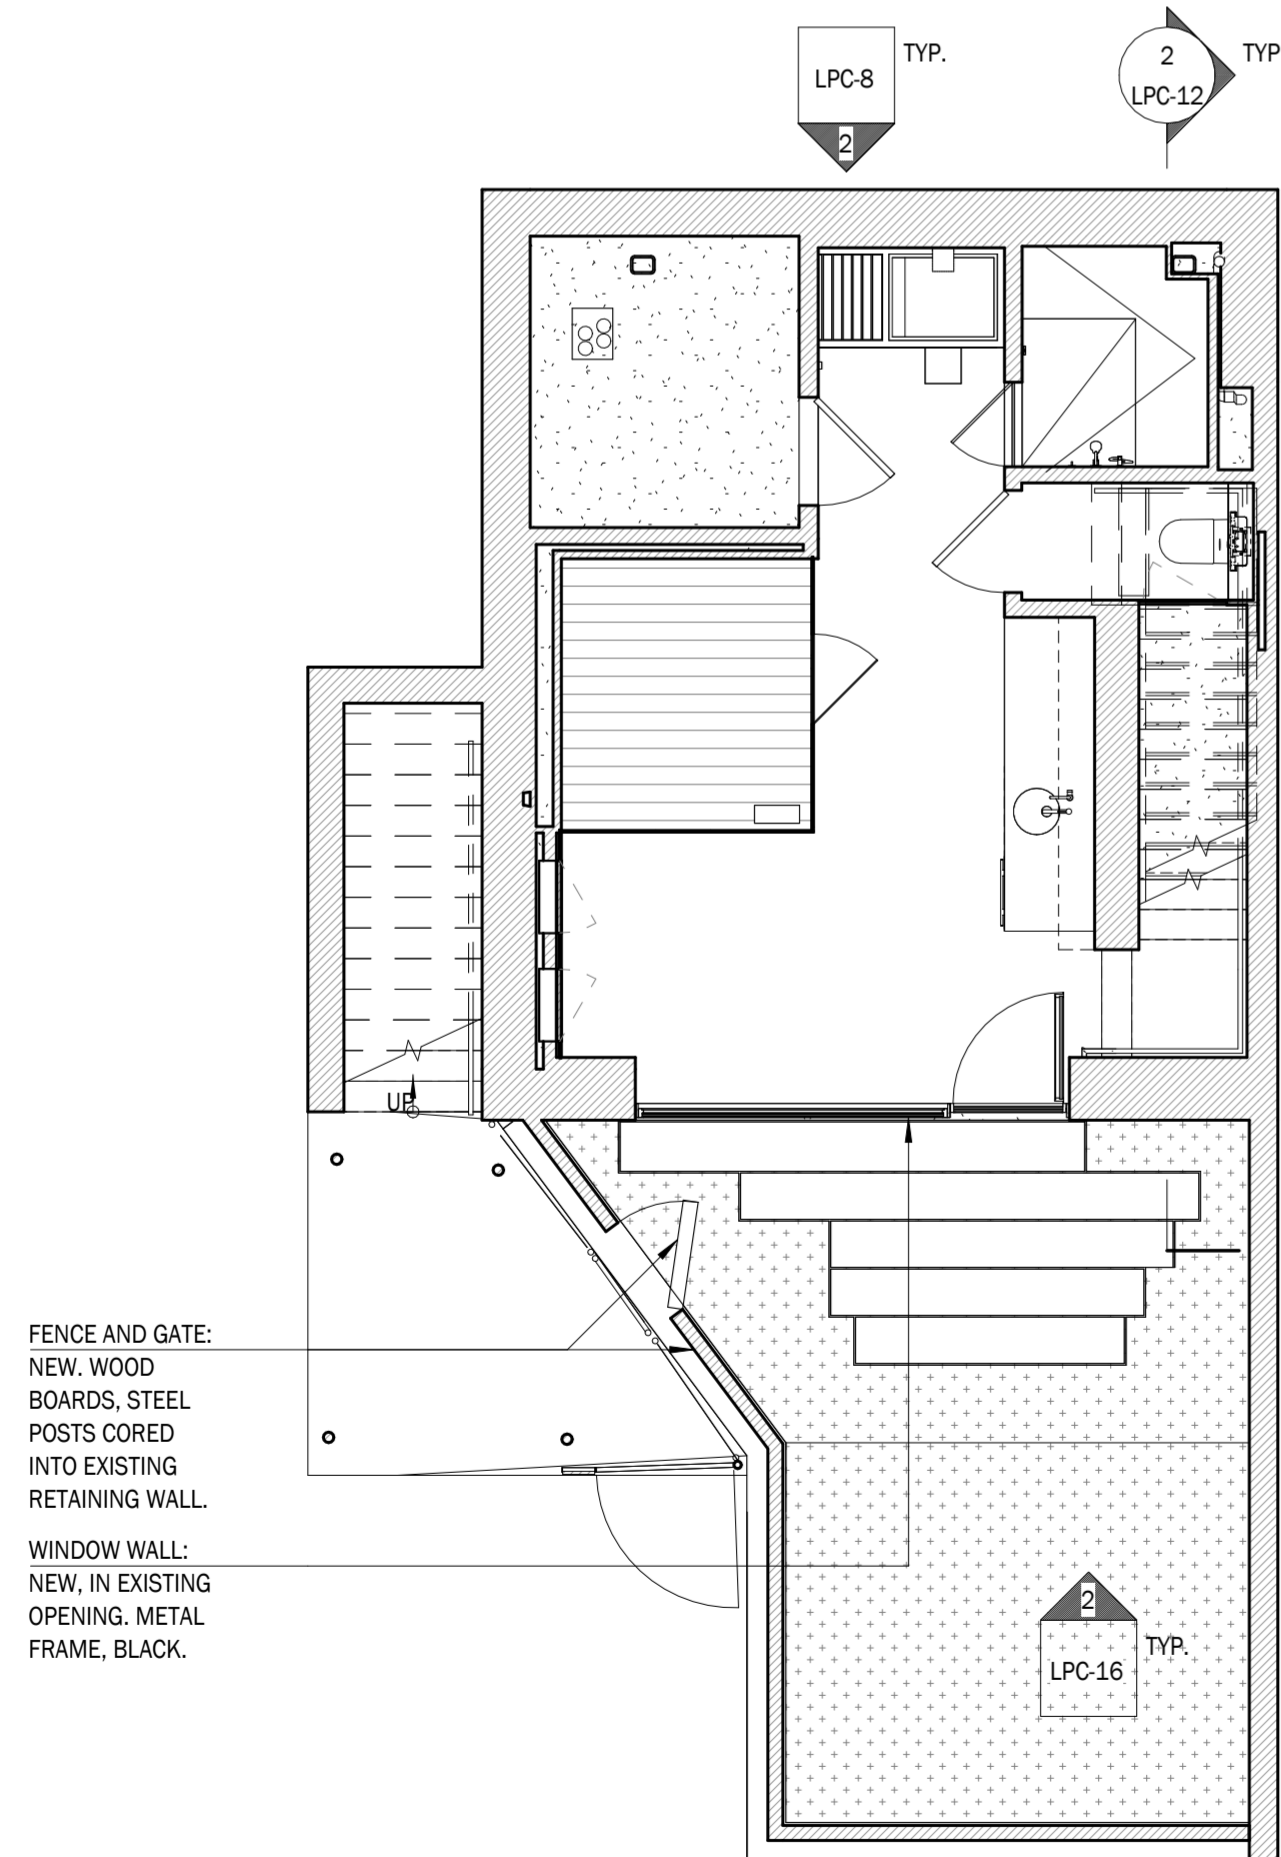 LPC-8
TYP.
2
2
LPC-12
TYP
UP
FENCE AND GATE:
NEW. WOOD
BOARDS, STEEL
POSTS CORED
INTO EXISTING
RETAINING WALL.
WINDOW WALL:
NEW, IN EXISTING
OPENING. METAL
FRAME, BLACK.
2
LPC-16
TYP.